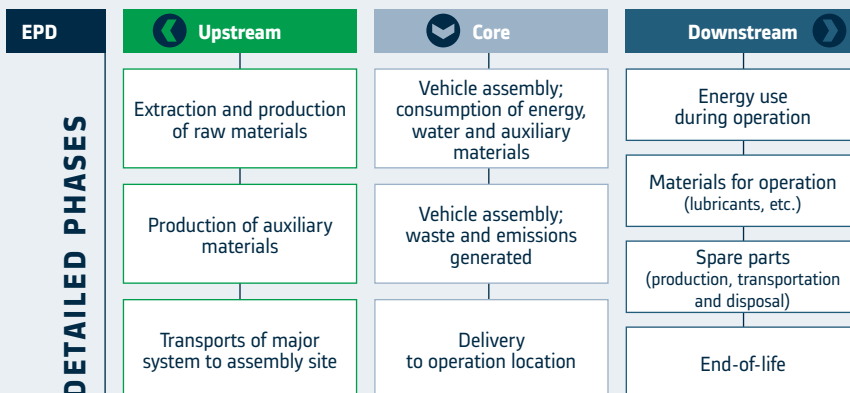 EPD
Upstream
Core
Downstream
DETAILED PHASES
Extraction and production
of raw materials
Production of auxiliary
materials
Transports of major
system to assembly site
Vehicle assembly;
consumption of energy,
water and auxiliary
materials
Vehicle assembly;
waste and emissions
generated
Delivery
to operation location
Energy use
during operation
Materials for operation
(lubricants, etc.)
Spare parts
(production, transportation
and disposal)
End-of-life